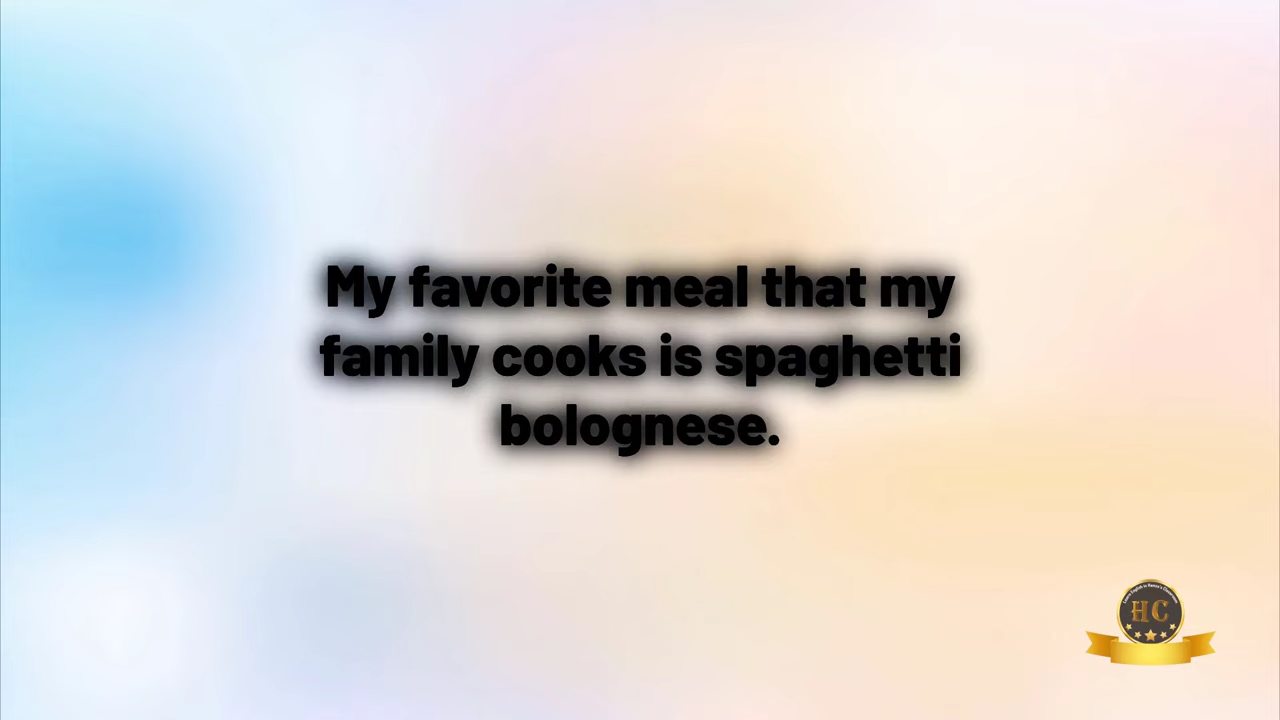 My favorite meal that my
family cooks is spaghetti
bolognese.
HC